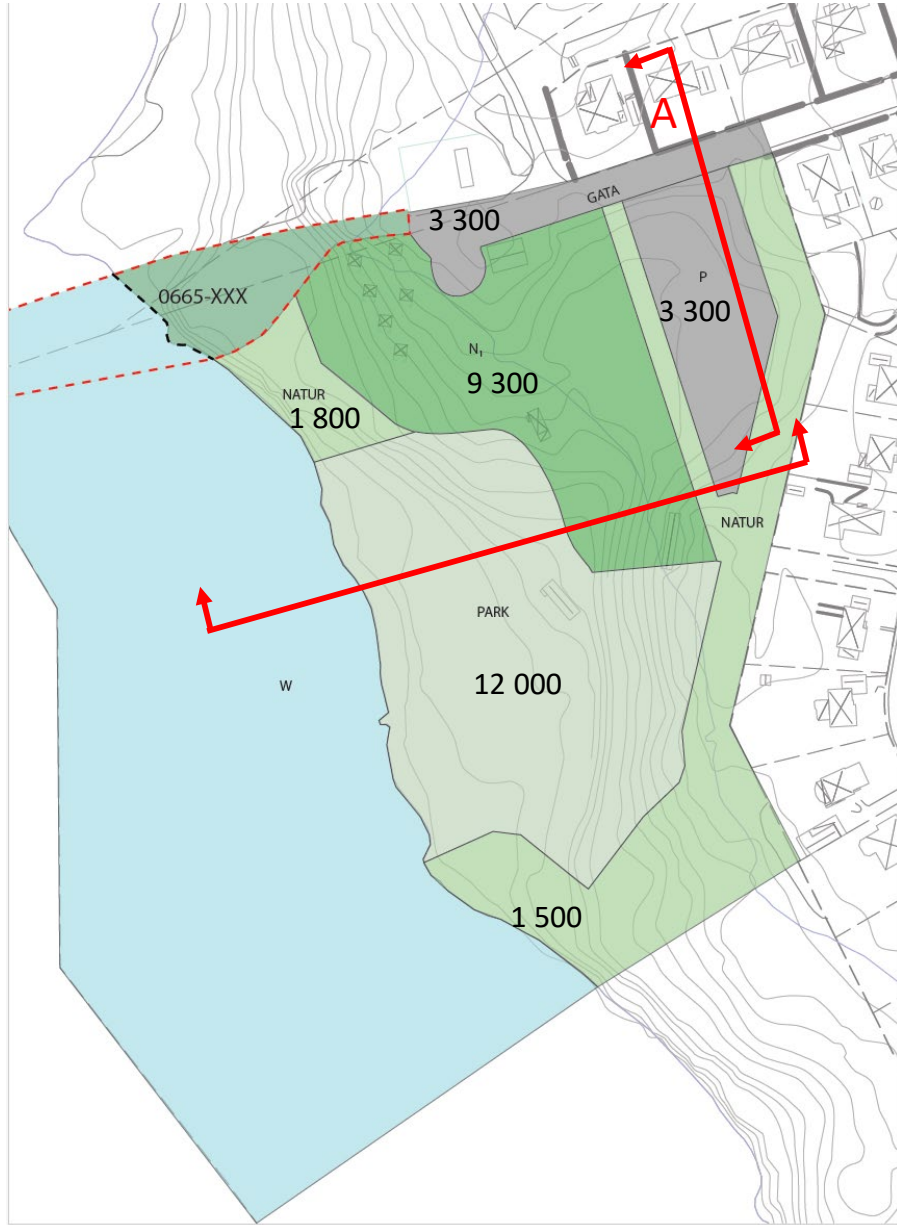 A
GATA
3 300
P
3 300
0665-XXX
N₁
9 300
NATUR
1 800
NATUR
PARK
12 000
W
1 500